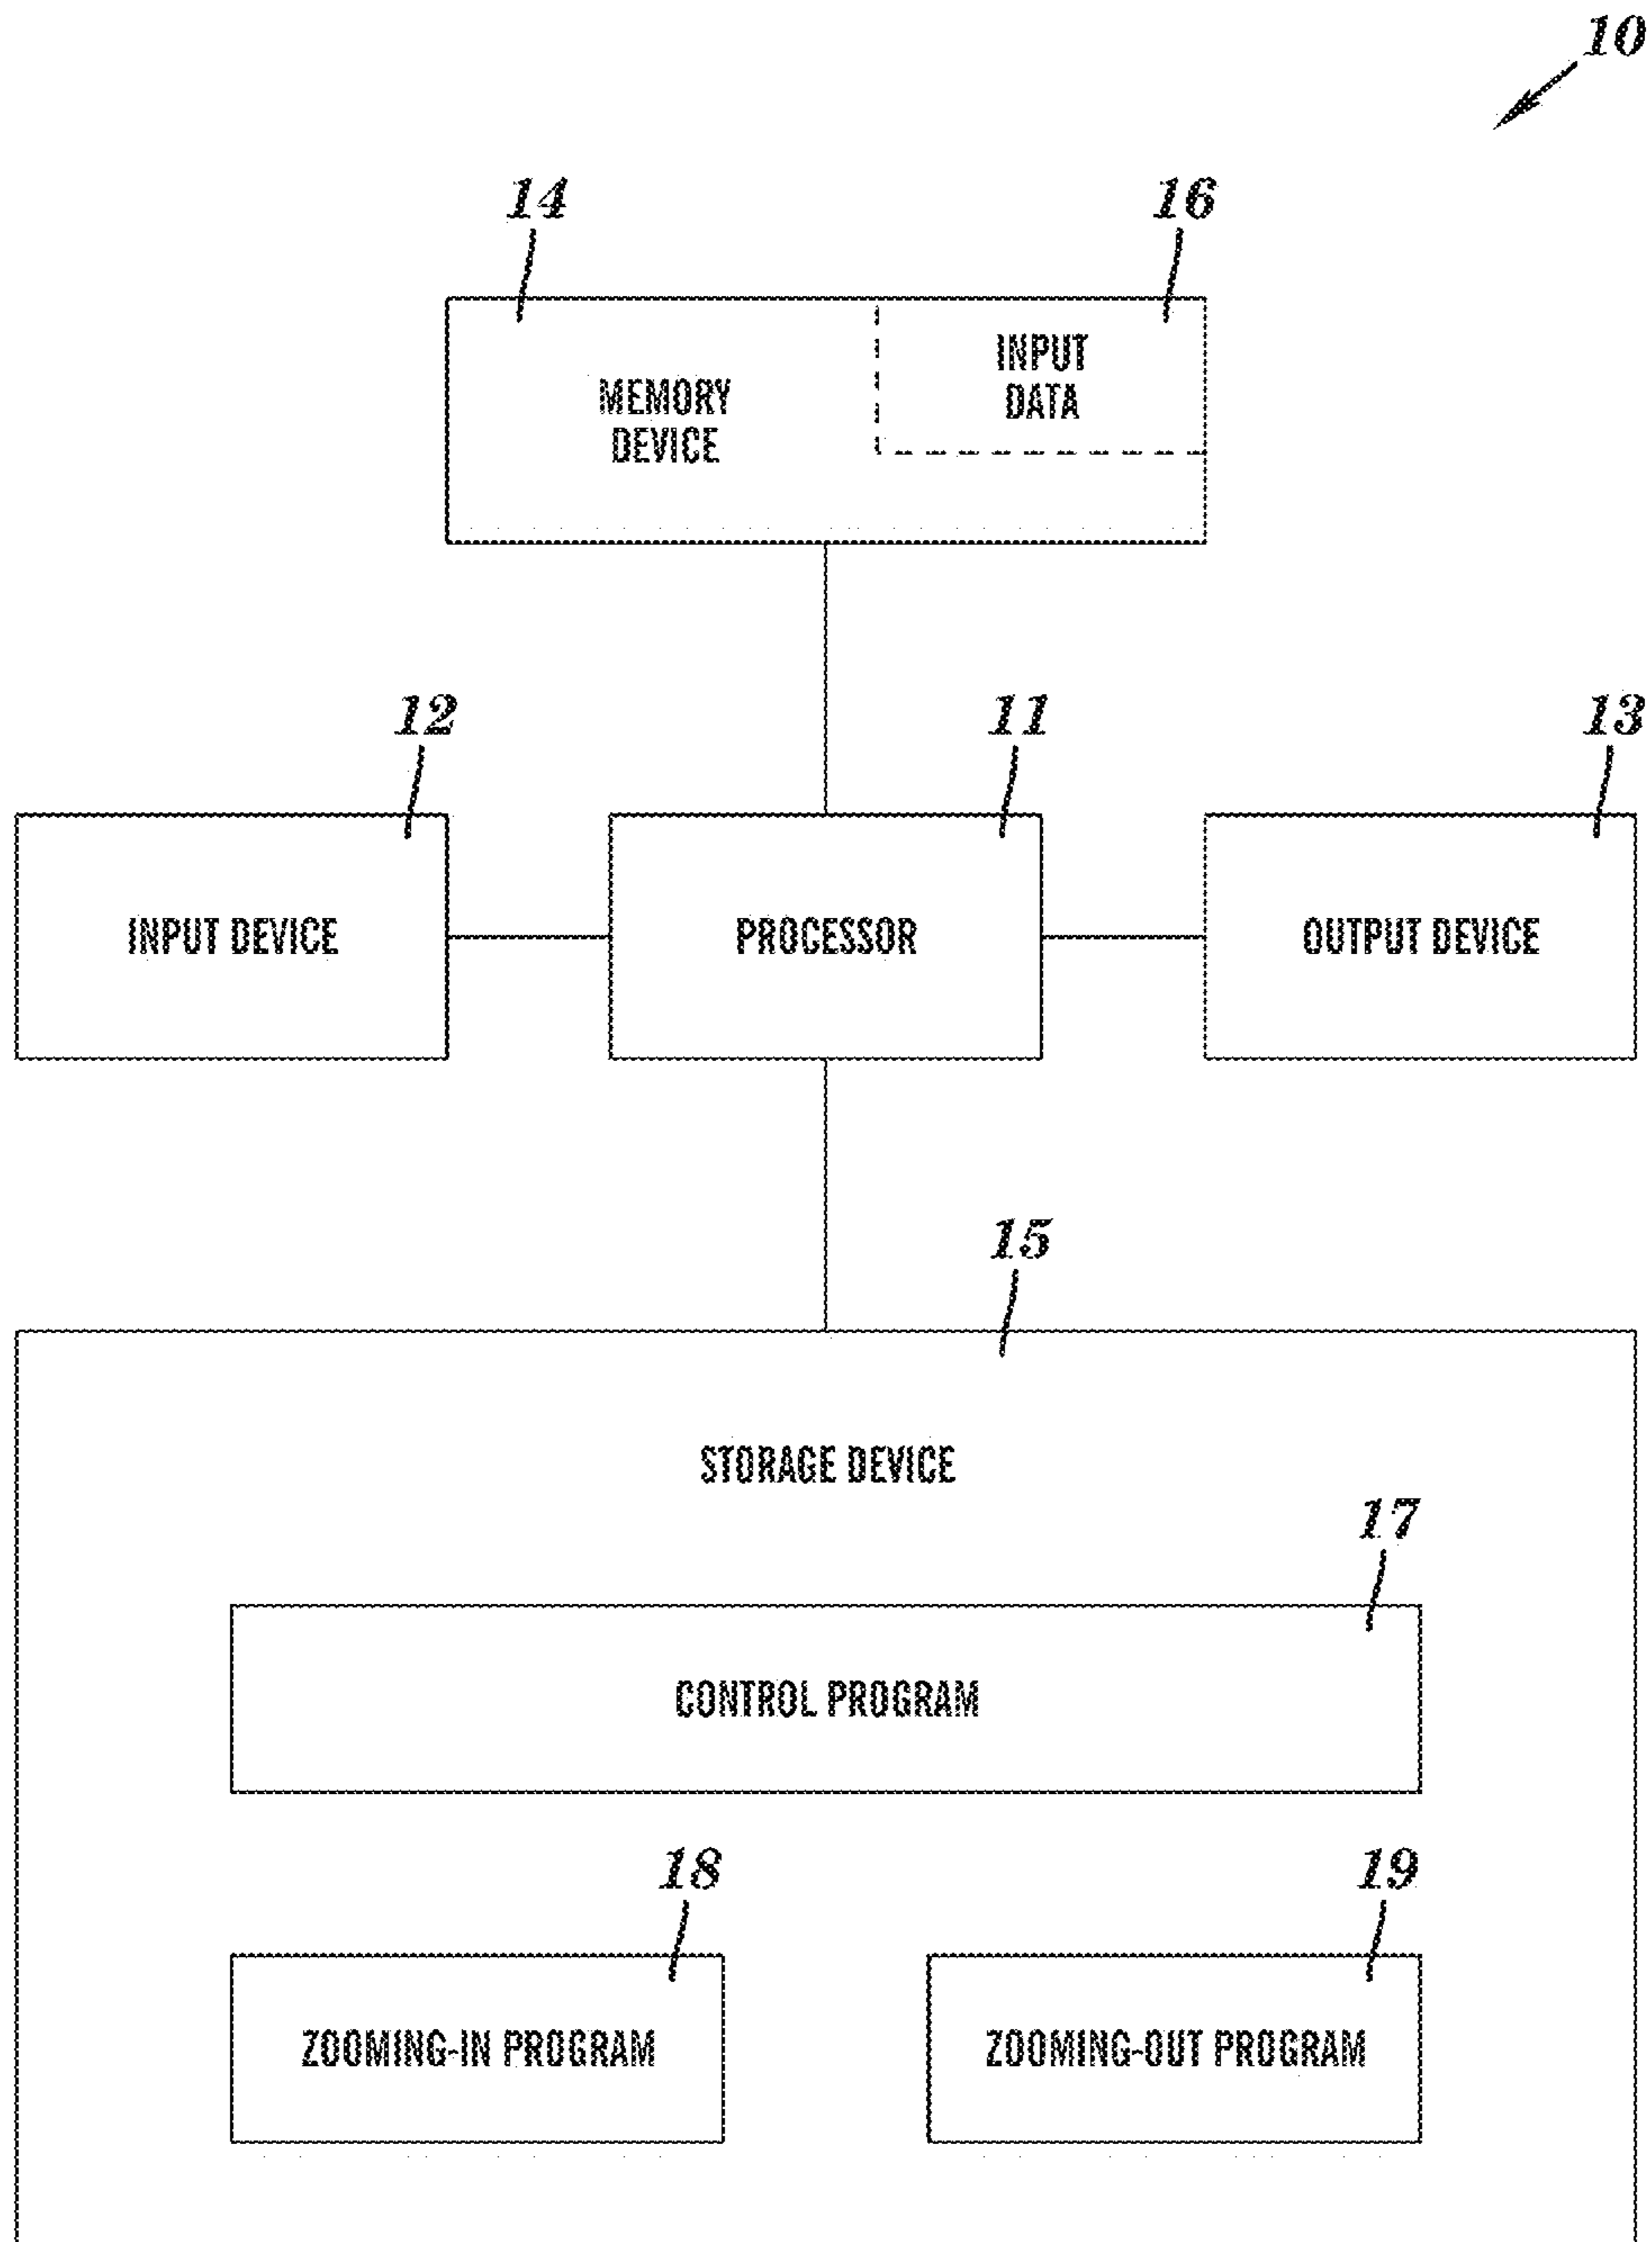 10
14
16
INPUT
DATA
MEMORY
DEVICE
12
11
13
INPUT DEVICE
PROCESSOR
OUTPUT DEVICE
15
STORAGE DEVICE
17
CONTROL PROGRAM
18
19
ZOOMING-IN PROGRAM
ZOOMING-OUT PROGRAM